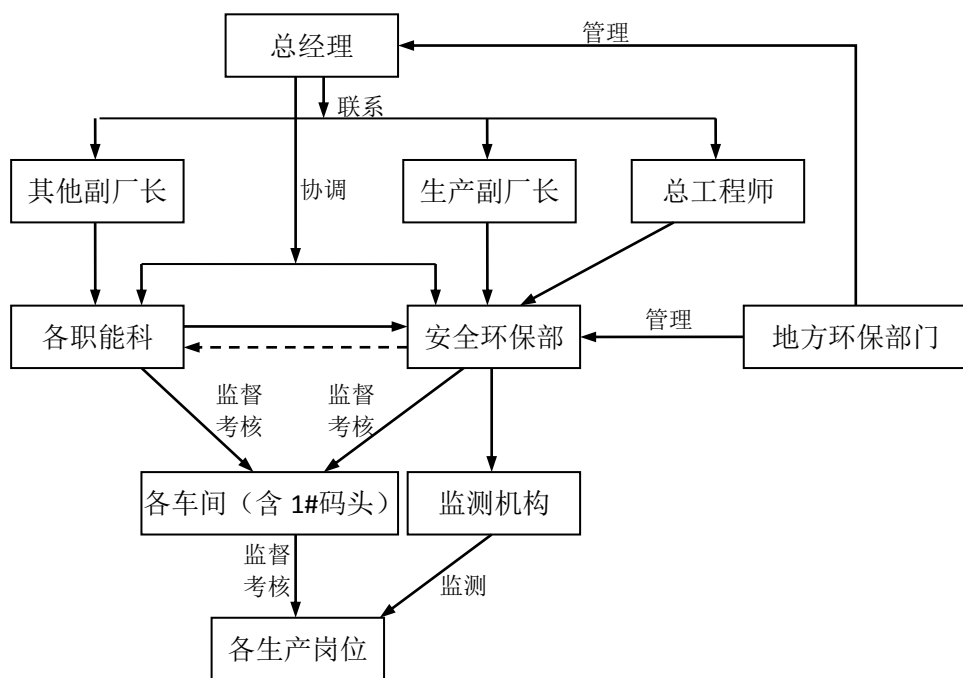 总经理
管理
联系
其他副厂长
协调
生产副厂长
总工程师
各职能科
安全环保部
管理
地方环保部门
监督
考核
监督
考核
各车间（含 1#码头）
监测机构
监督
考核
监测
各生产岗位